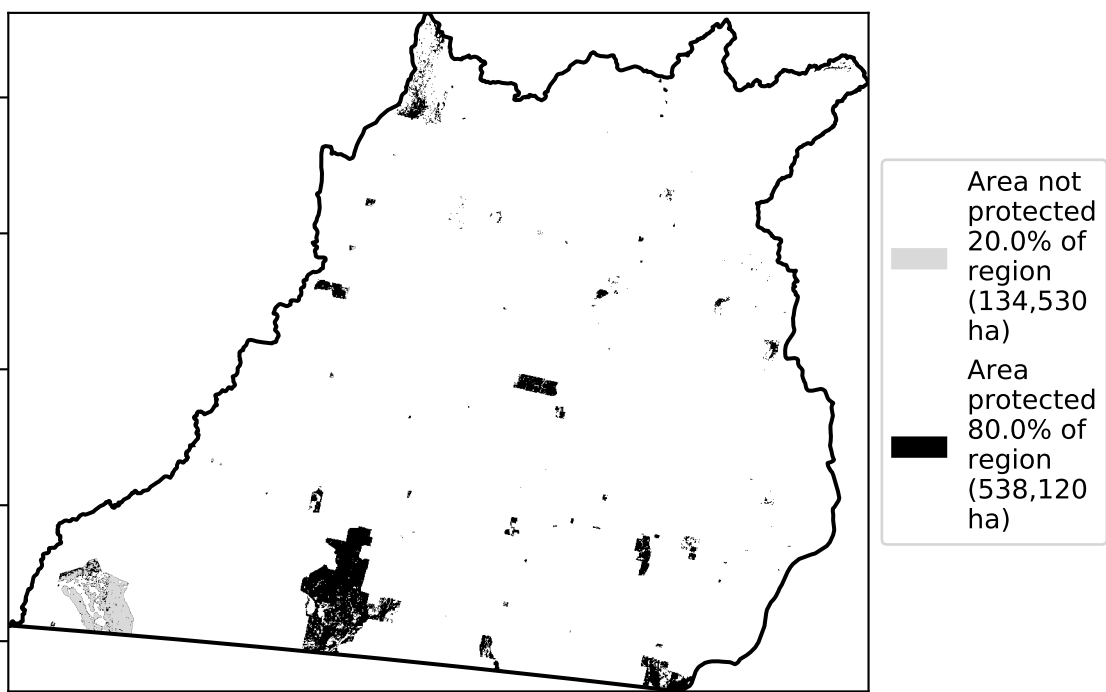 Area not
protected
20.0% of
region
(134,530
ha)
Area
protected
80.0% of
region
(538,120
ha)